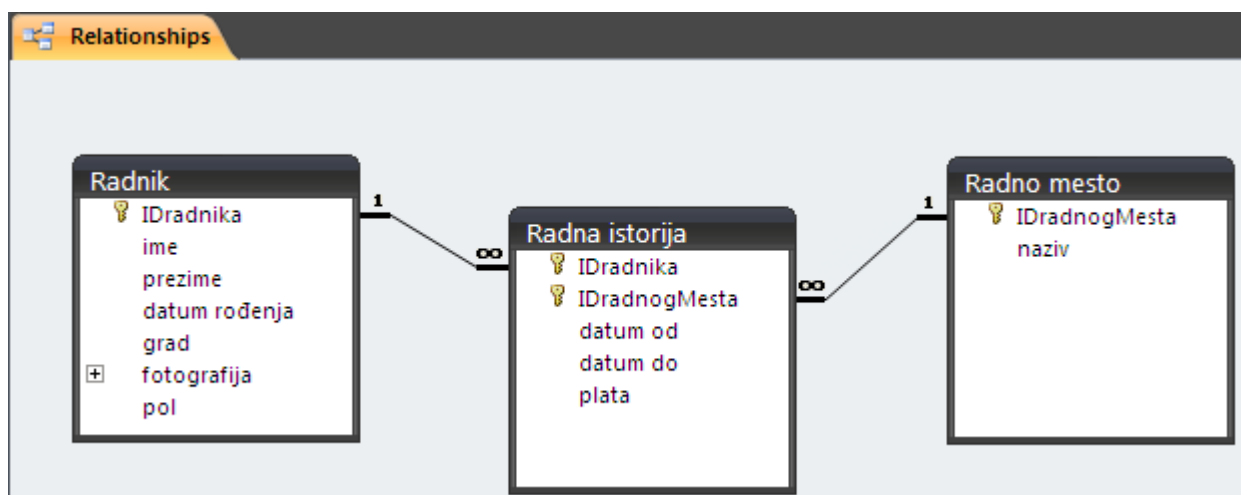 Relationships
Radnik
IDradnika
ime
prezime
datum rođenja
grad
fotografija
pol
1
∞
Radna istorija
IDradnika
IDradnogMesta
datum od
datum do
plata
∞
1
Radno mesto
IDradnogMesta
naziv